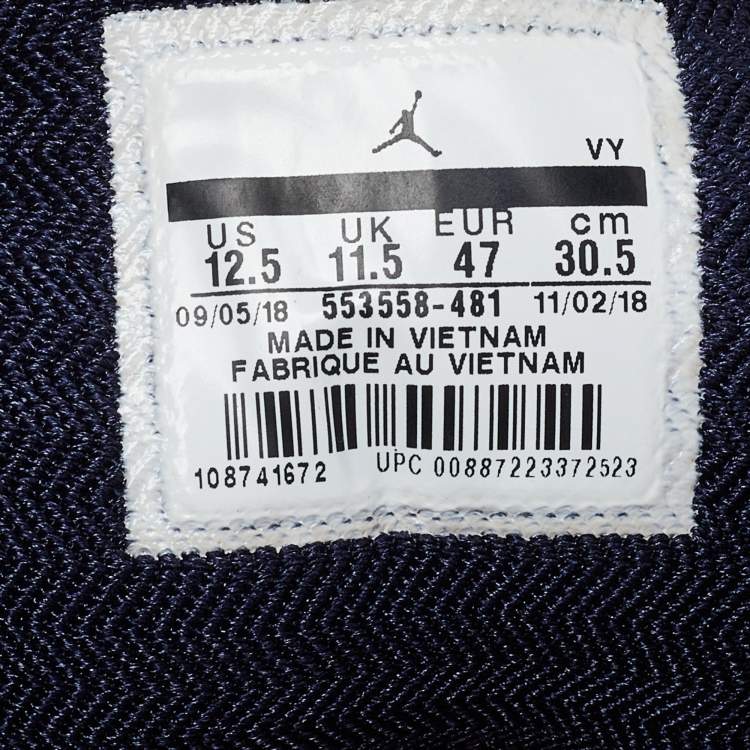 VY
US UK EUR cm
12.5 11.5 47 30.5
09/05/18 553558-481 11/02/18
MADE IN VIETNAM
FABRIQUE AU VIETNAM
108741672 UPC 00887223372523